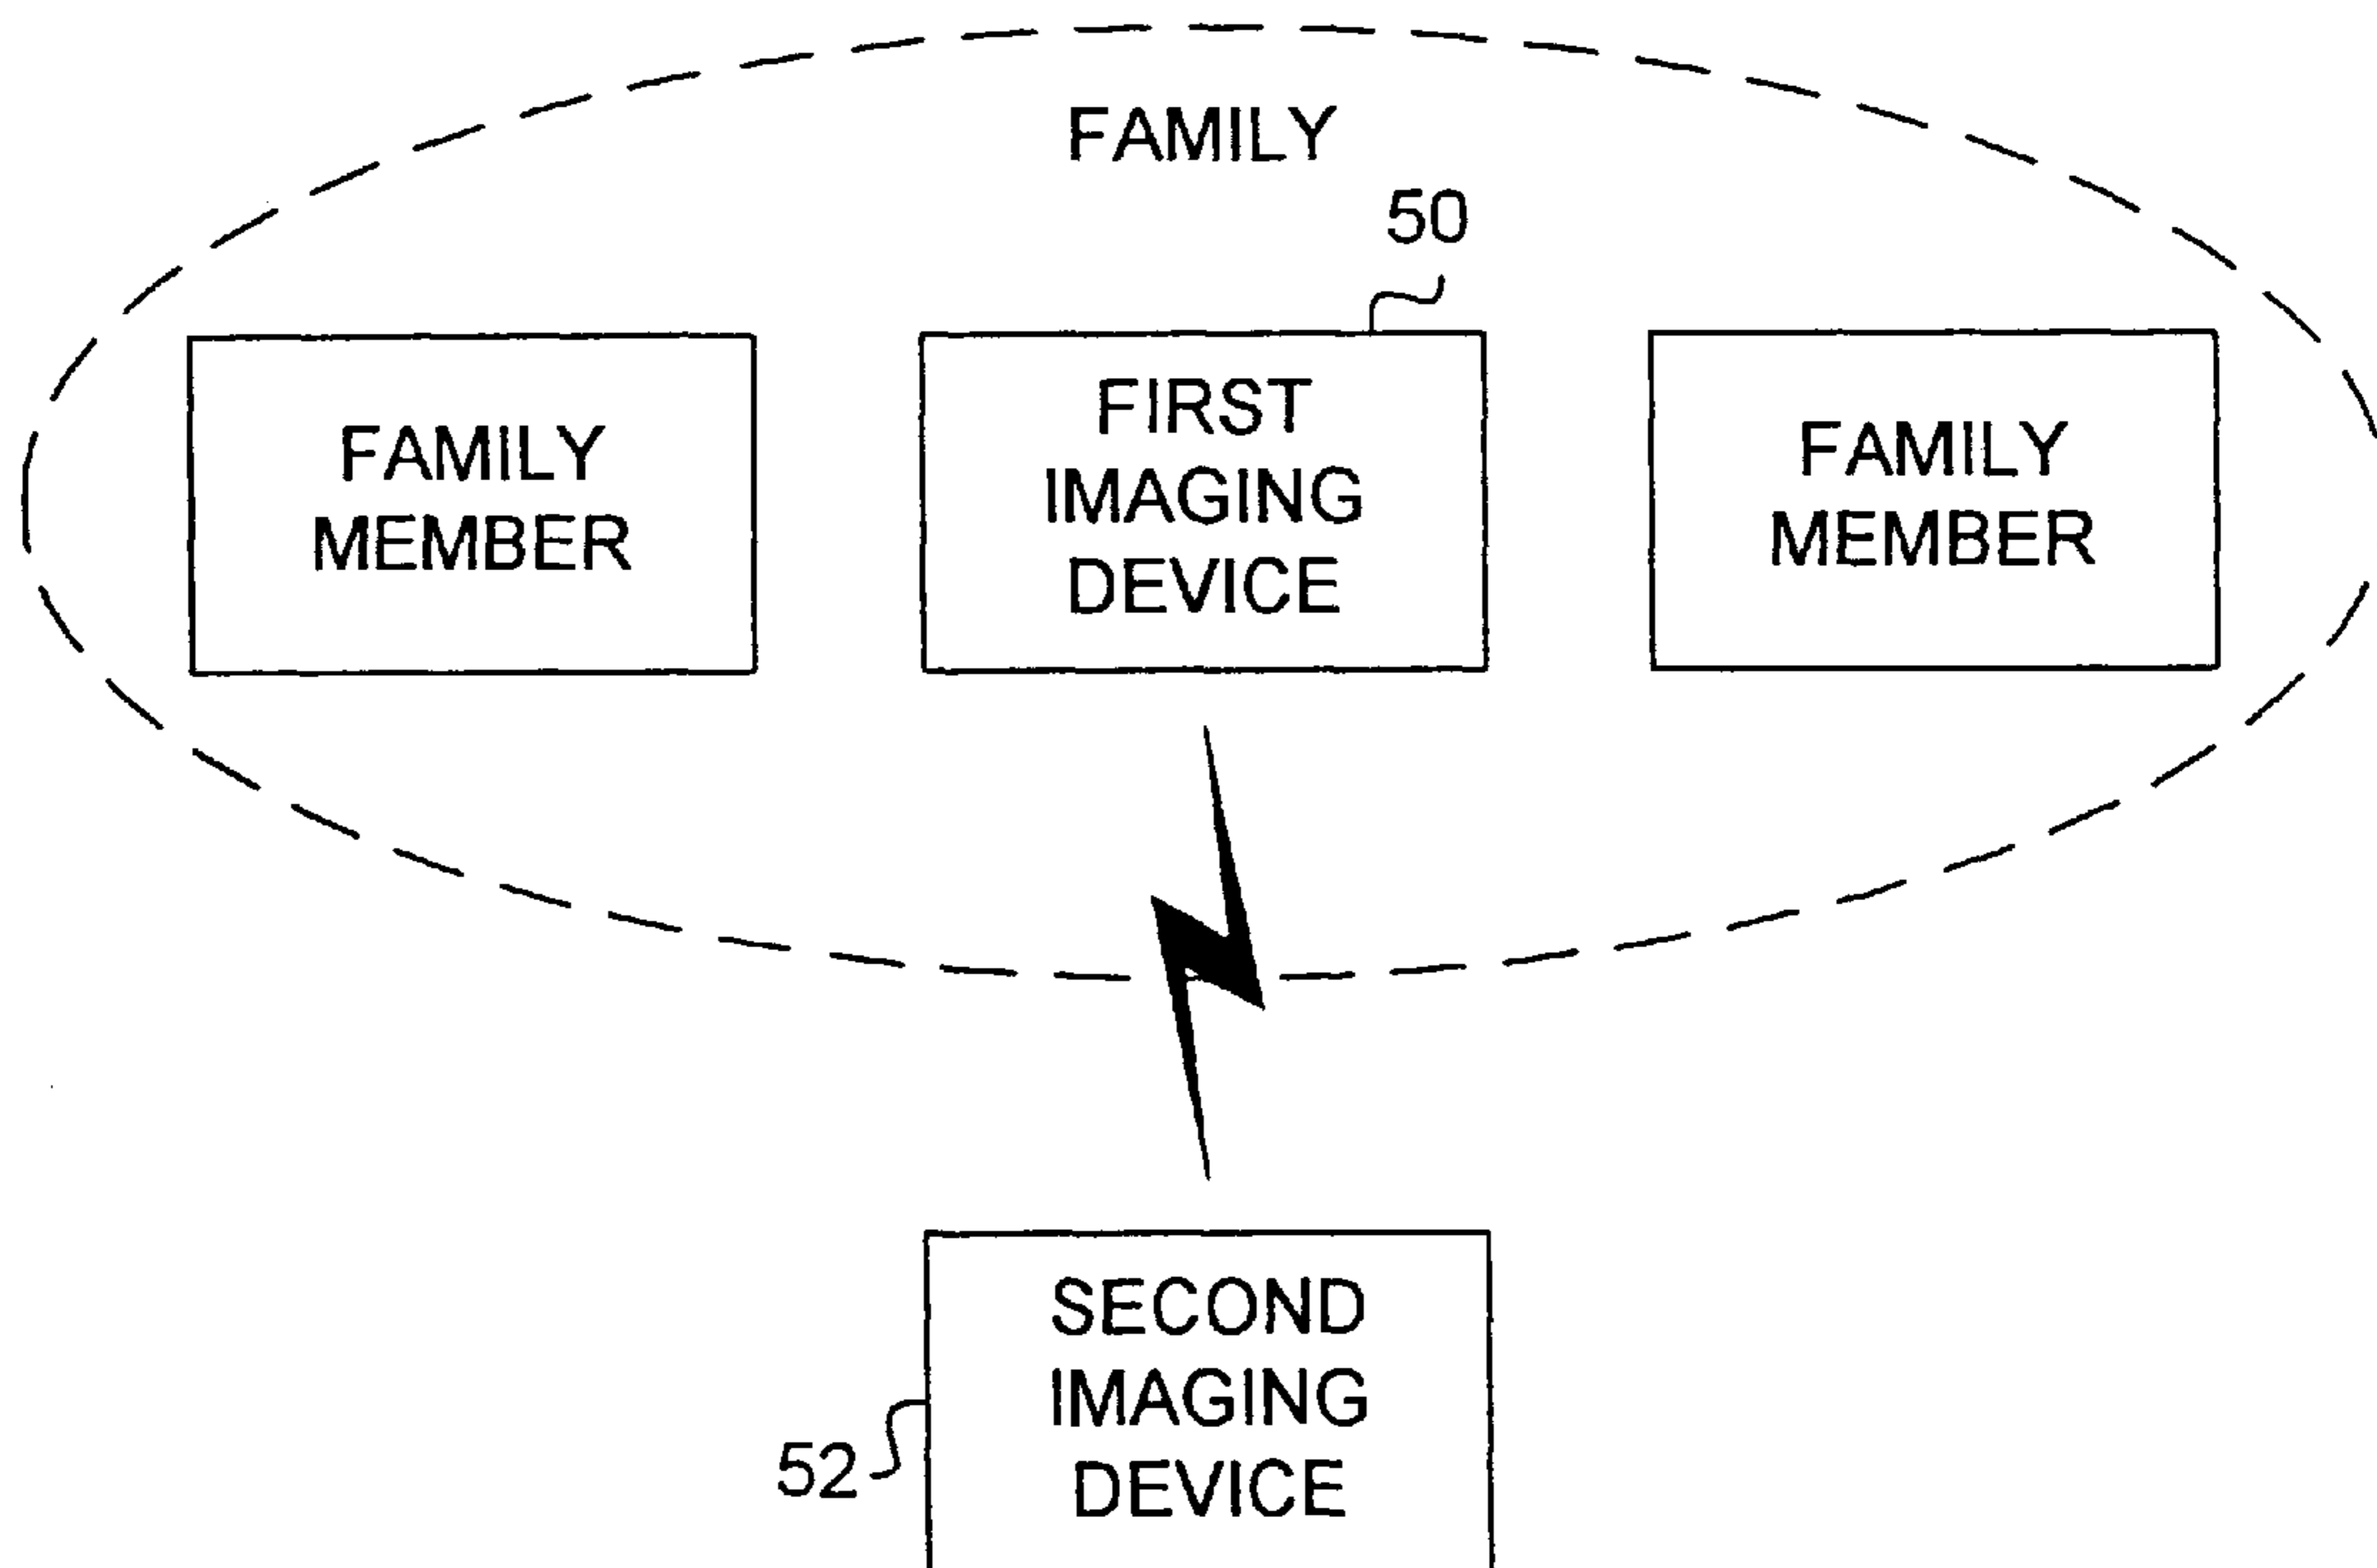 FAMILY
50
FAMILY
MEMBER
FIRST
IMAGING
DEVICE
FAMILY
MEMBER
SECOND
IMAGING
DEVICE
52